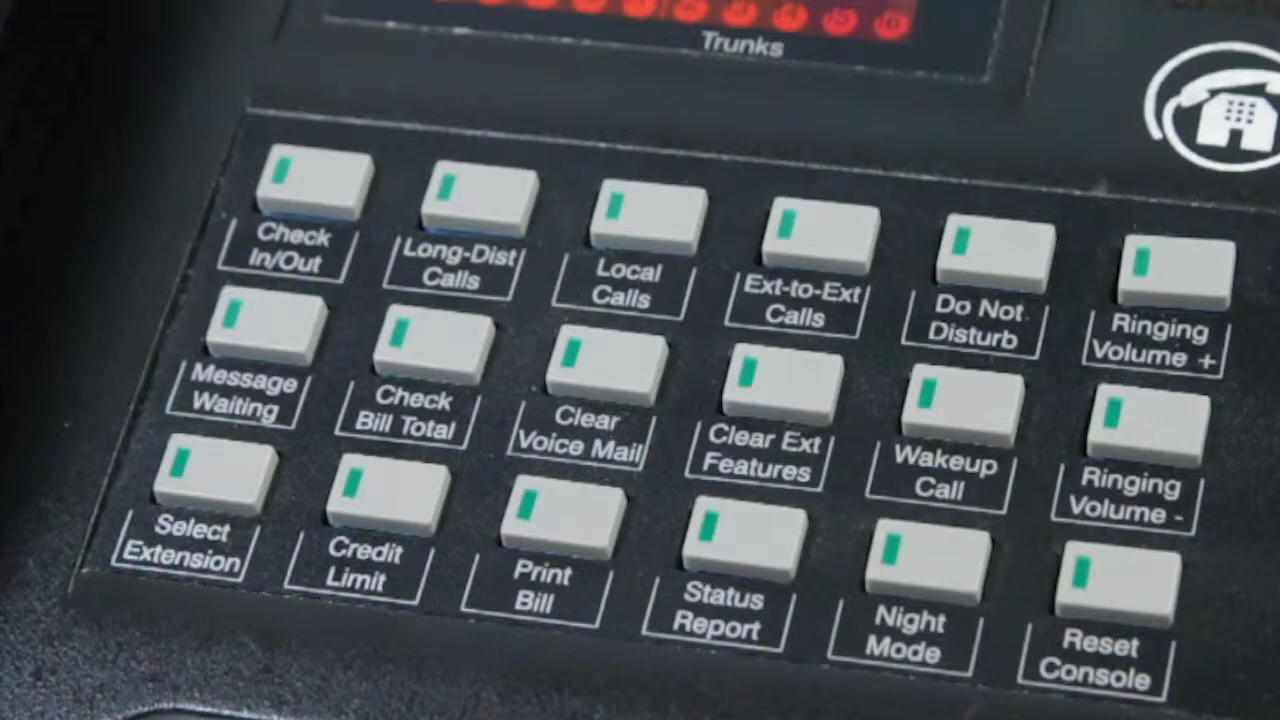 Trunks
Check
In/Out
Long-Dist
Calls
Local
Calls
Ext-to-Ext
Calls
Do Not
Disturb
Ringing
Volume +
Message
Waiting
Check
Bill Total
Clear
Voice Mail
Clear Ext
Features
Wakeup
Call
Ringing
Volume -
Select
Extension
Credit
Limit
Print
Bill
Status
Report
Night
Mode
Reset
Console